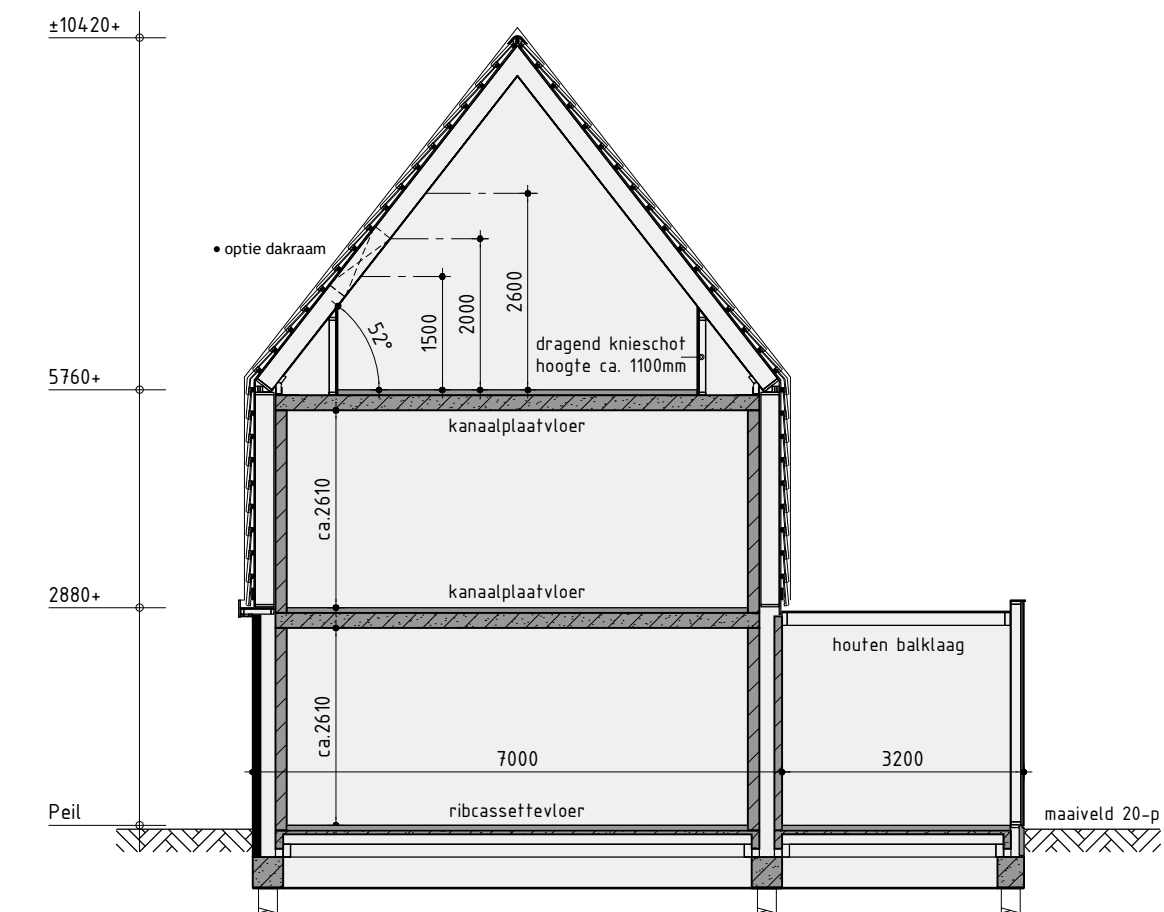 ±10420+
• optie dakraam
2600
2000
1500
52°
dragend knieschot
hoogte ca. 1100mm
5760+
kanaalplaatvloer
ca.2610
kanaalplaatvloer
2880+
houten balklaag
ca.2610
7000
3200
Peil
ribcassettevloer
maaiveld 20-p